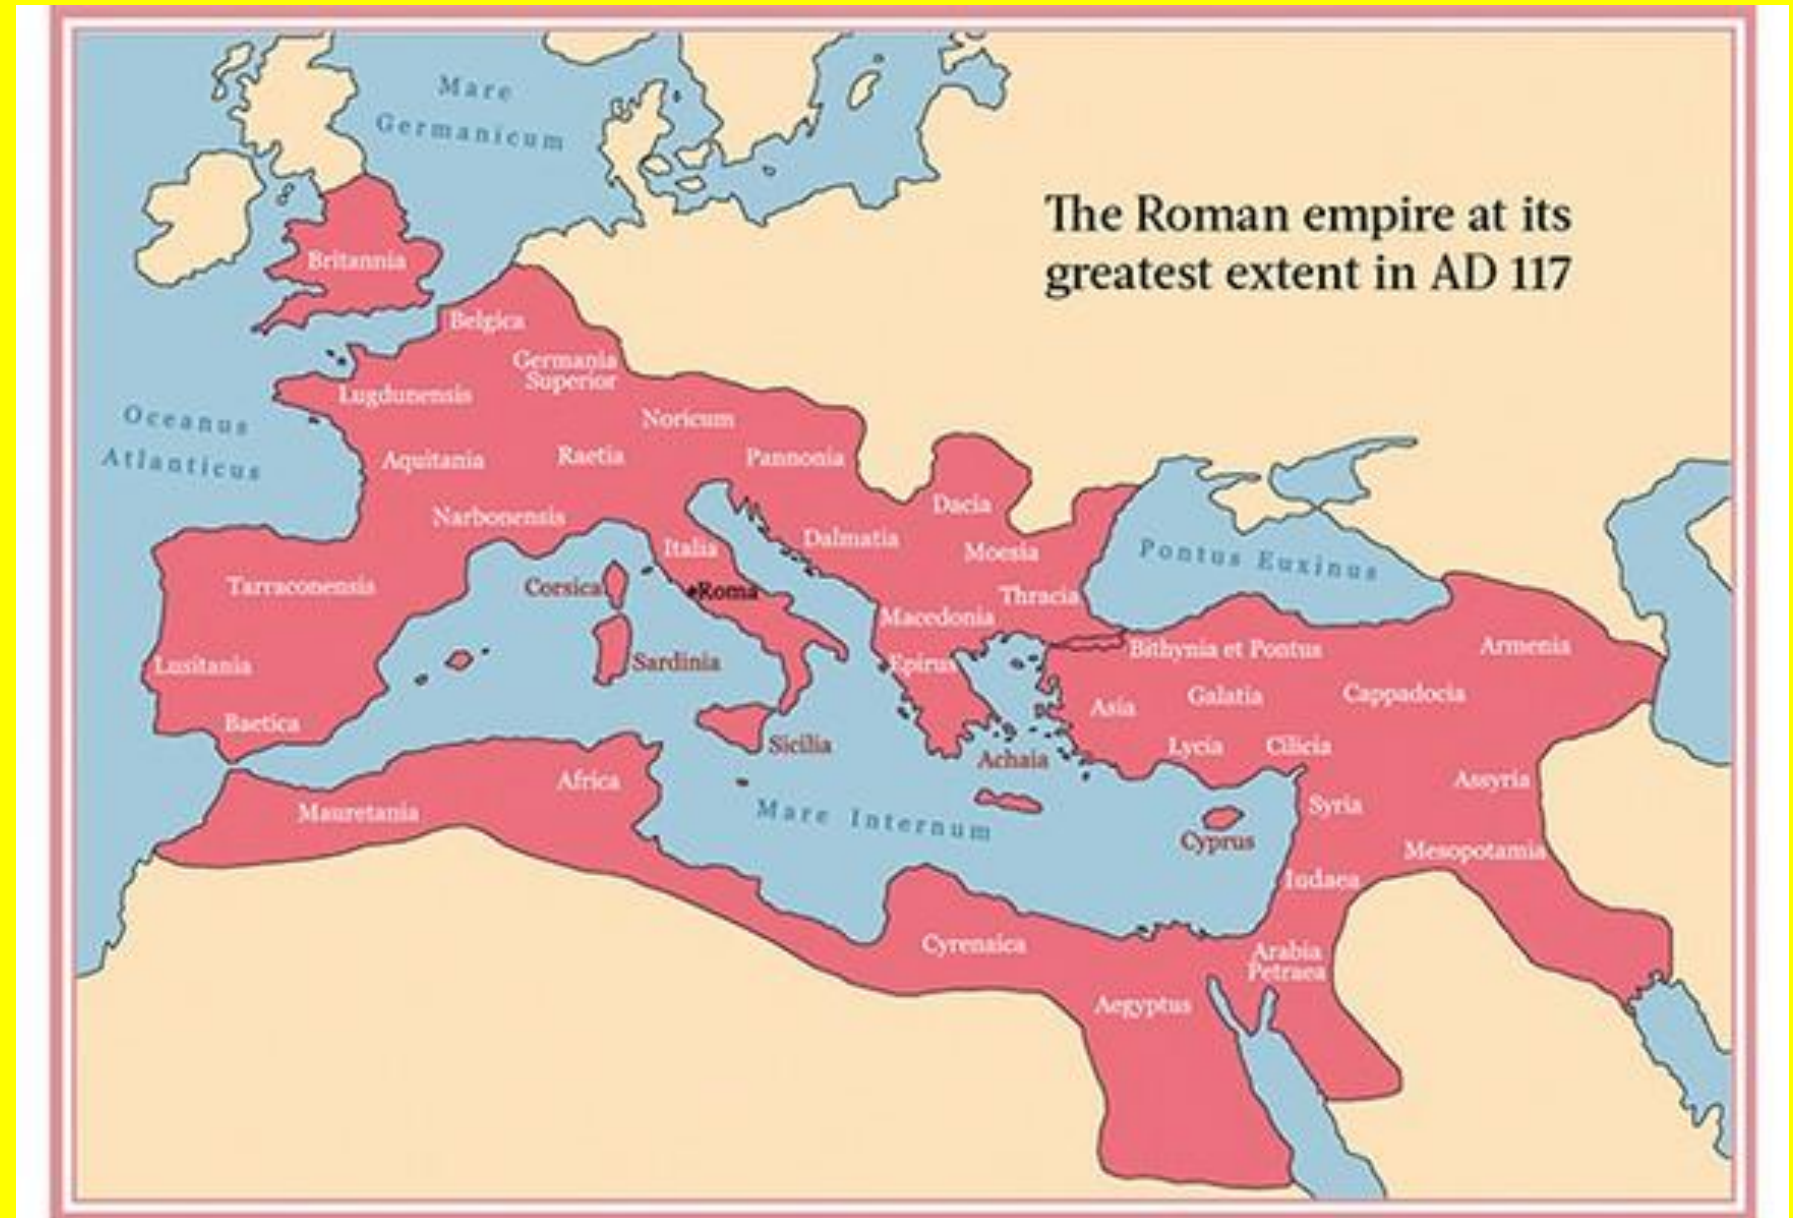 Mare
Germanicum
The Roman empire at its
greatest extent in AD 117
Britannia
Belgica
Germania
Superior
Lugdunensis
Noricum
Oceanus
Atlanticus
Aquitania
Raetia
Pannonia
Dacia
Narbonensis
Italia
Dalmatia
Moesia
Pontus Euxinus
Tarraconensis
Corsica
Roma
Thracia
Macedonia
Lusitania
Sardinia
Epirus
Bithynia et Pontus
Armenia
Baetica
Asia
Galatia
Cappadocia
Sicilia
Achaia
Lycia
Cilicia
Africa
Assyria
Mauretania
Mare Internum
Syria
Cyprus
Mesopotamia
Iudaea
Cyrenaica
Arabia
Petraea
Aegyptus